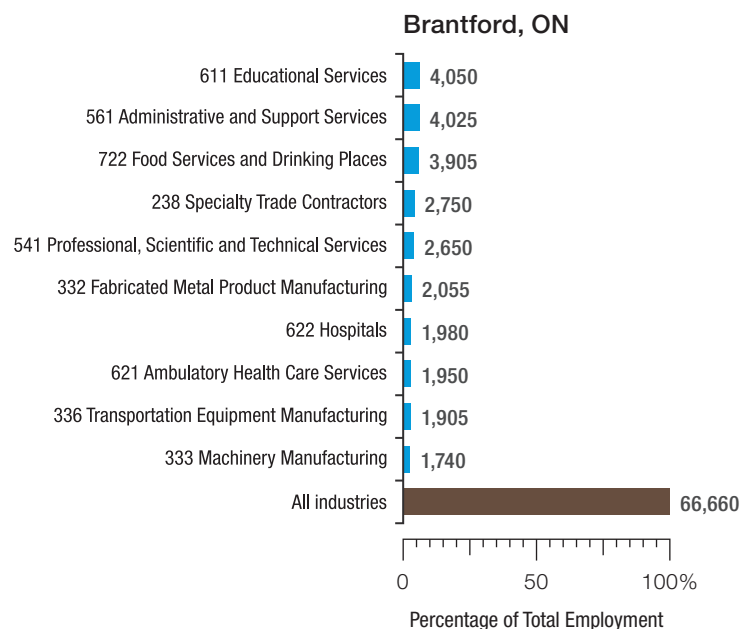 Brantford, ON
611 Educational Services 4,050
561 Administrative and Support Services 4,025
722 Food Services and Drinking Places 3,905
238 Specialty Trade Contractors 2,750
541 Professional, Scientific and Technical Services 2,650
332 Fabricated Metal Product Manufacturing 2,055
622 Hospitals 1,980
621 Ambulatory Health Care Services 1,950
336 Transportation Equipment Manufacturing 1,905
333 Machinery Manufacturing 1,740
All industries 66,660
0 50 100%
Percentage of Total Employment